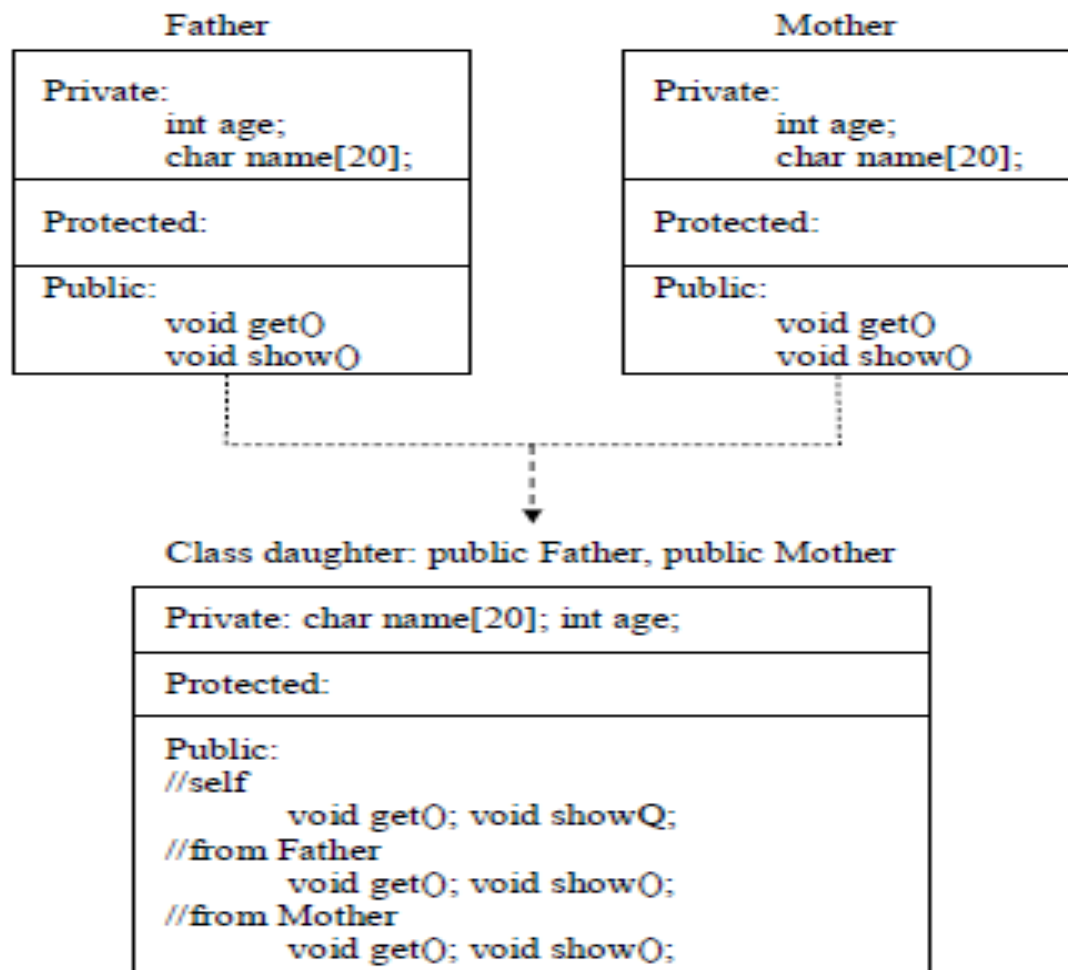 Father
Private:
int age;
char name[20];
Protected:
Public:
void get()
void show()
Mother
Private:
int age;
char name[20];
Protected:
Public:
void get()
void show()
Class daughter: public Father, public Mother
Private: char name[20]; int age;
Protected:
Public:
//self
void get(); void showQ;
//from Father
void get(); void show();
//from Mother
void get(); void show();